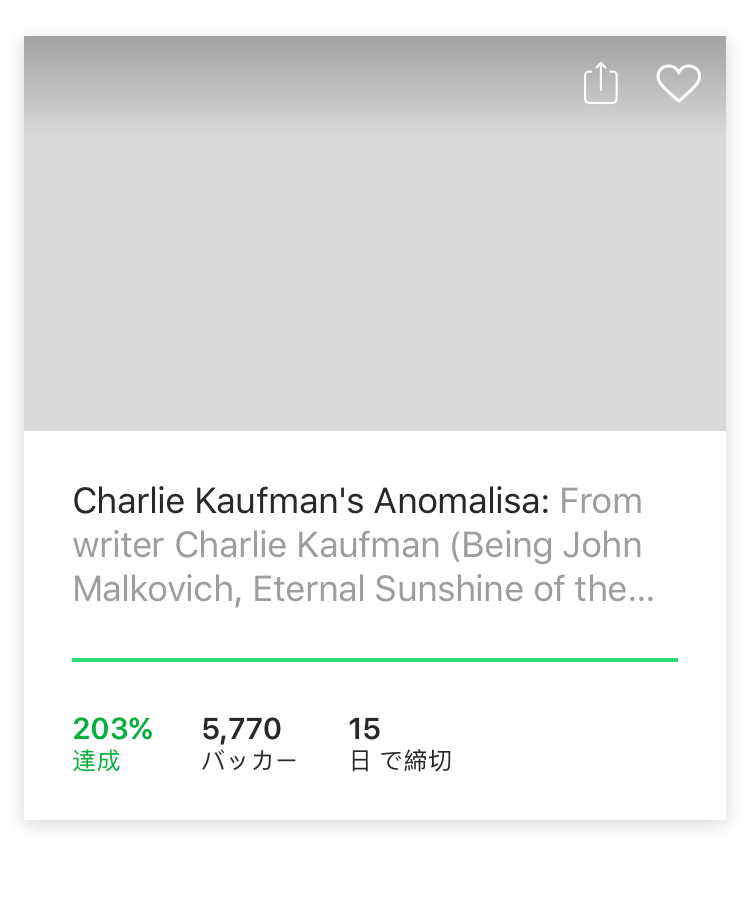 Charlie Kaufman's Anomalisa: From
writer Charlie Kaufman (Being John
Malkovich, Eternal Sunshine of the...
203% 5,770 15
達成 バッカー 日 で締切